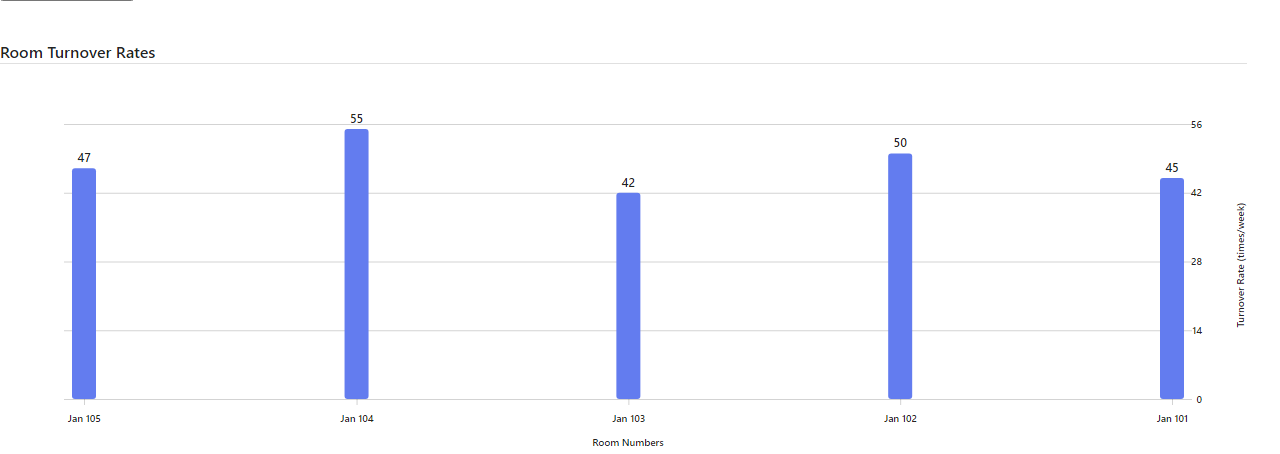 Room Turnover Rates
47
55
42
50
45
56
42
28
14
0
Turnover Rate (times/week)
Jan 105
Jan 104
Jan 103
Jan 102
Jan 101
Room Numbers